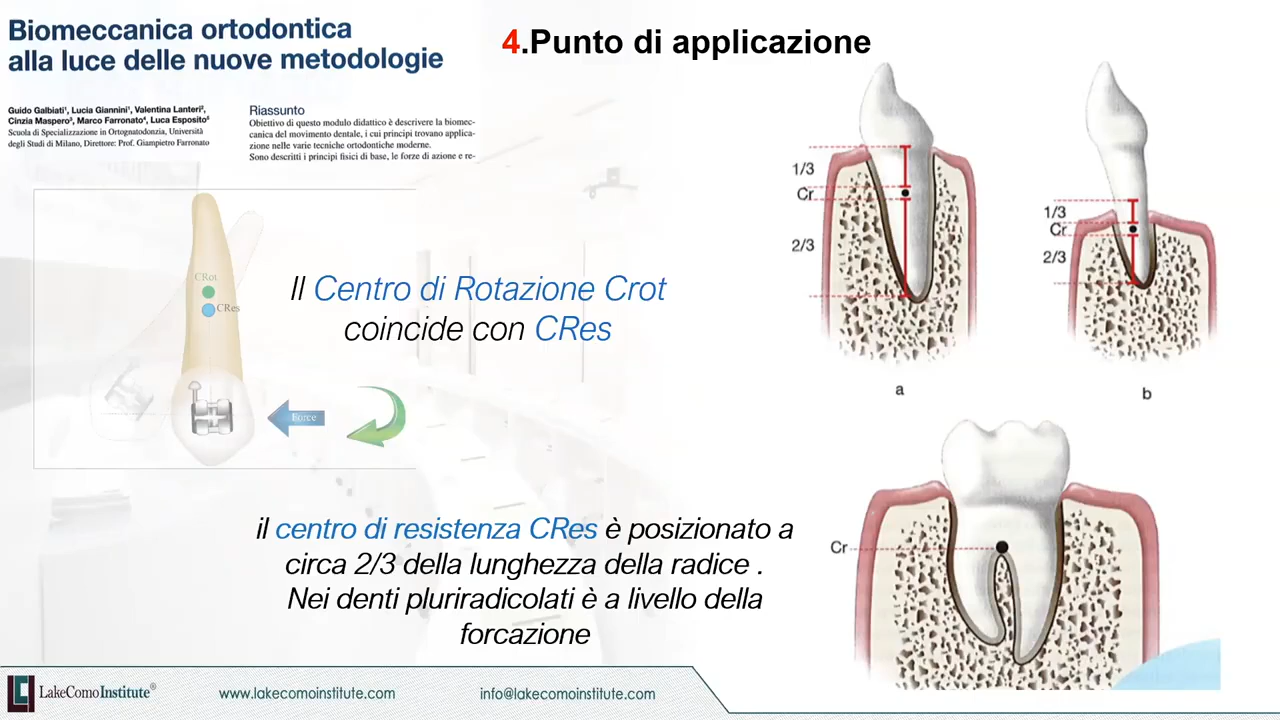 Biomeccanica ortodontica
alla luce delle nuove metodologie
4.Punto di applicazione
Guido Galbiati¹, Lucia Giannini¹, Valentina Lanteri²,
Cinzia Maspero³, Marco Farronato⁴, Luca Esposito⁵
Scuola di Specializzazione in Ortognatodonzia, Università
degli Studi di Milano, Direttore: Prof. Giampietro Farronato
Riassunto
Obiettivo di questo modulo didattico è descrivere la biomec-
canica del movimento dentale, i cui principi trovano applica-
zione nelle varie tecniche ortodontiche moderne.
Sono descritti i principi fisici di base, le forze di azione e re-
CRot
CRes
Force
Il Centro di Rotazione Crot
coincide con CRes
il centro di resistenza CRes è posizionato a
circa 2/3 della lunghezza della radice .
Nei denti pluriradicolati è a livello della
forcazione
1/3
Cr
2/3
a
1/3
Cr
2/3
b
Cr
LakeComoInstitute®
www.lakecomoinstitute.com
info@lakecomoinstitute.com